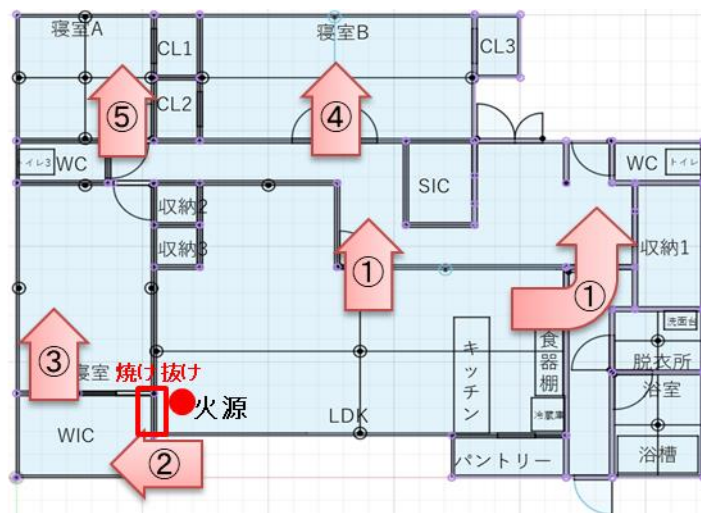 寝室A
CL1
寝室B
CL3
⑤
CL2
④
トイレ3
WC
SIC
WC
トイレ
収納2
収納3
収納1
①
①
洗面台
③
キッチン
食器棚
脱衣所
寝室
焼け抜け
火源
冷蔵庫
浴室
WIC
LDK
②
パントリー
浴槽